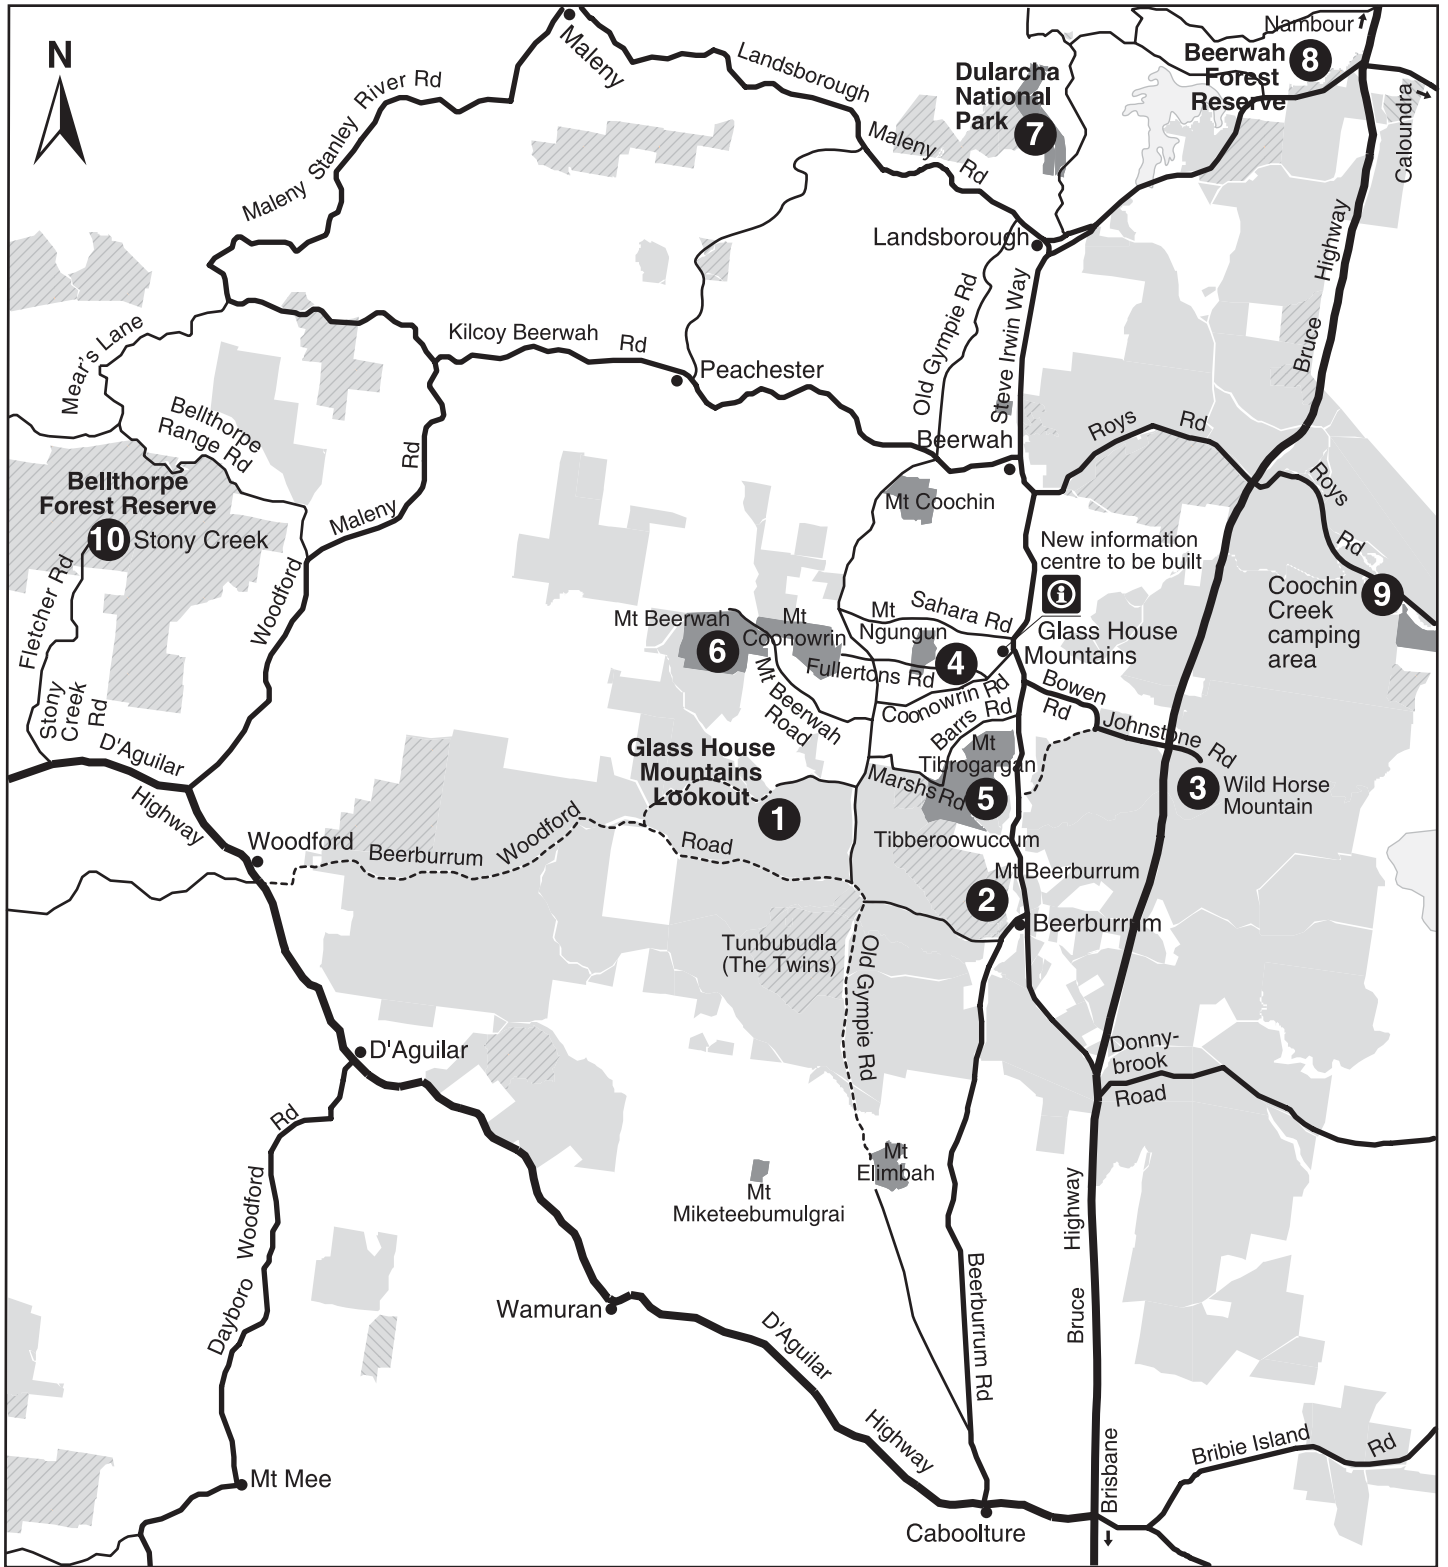 N
Maleny
Nambour
Beerwah
Forest
Reserve
8
Dularcha
National
Park
7
Landsborough
Maleny
Rd
Caloundra
Maleny Stanley River Rd
Landsborough
Bruce Highway
Old Gympie Rd
Steve Irwin Way
Mear's Lane
Kilcoy Beerwah Rd
Peachester
Bellthorpe
Range Rd
Beerwah
Roys Rd
Roys
Rd
Bellthorpe
Forest Reserve
10 Stony Creek
Woodford
Maleny
Rd
Mt Coochin
New information
centre to be built
i
Coochin
Creek
camping
area
9
Fletcher Rd
Stony
Creek
Rd
Mt Beerwah
6
Mt
Coonowrin
Mt
Ngungun
4
Sahara Rd
Glass House
Mountains
Fullertons Rd
Coonowrin Rd
Mt Beerwah
Road
Barrs Rd
Bowen
Rd
Johnstone Rd
D'Aguilar
Highway
Glass House
Mountains
Lookout
1
Mt
Tibrogargan
5
Marshs Rd
3
Wild Horse
Mountain
Woodford
Beerburrum Woodford
Road
Tibberoowuccum
Mt Beerburrum
2
Beerburrum
Tunbubudla
(The Twins)
Old Gympie Rd
D'Aguilar
Donny-
brook
Road
Mt
Elimbah
Mt
Miketeebumulgrai
Dayboro Woodford Rd
Beerburrum Rd
Bruce Highway
Wamuran
D'Aguilar
Highway
Mt Mee
Caboolture
Brisbane
Bribie Island Rd